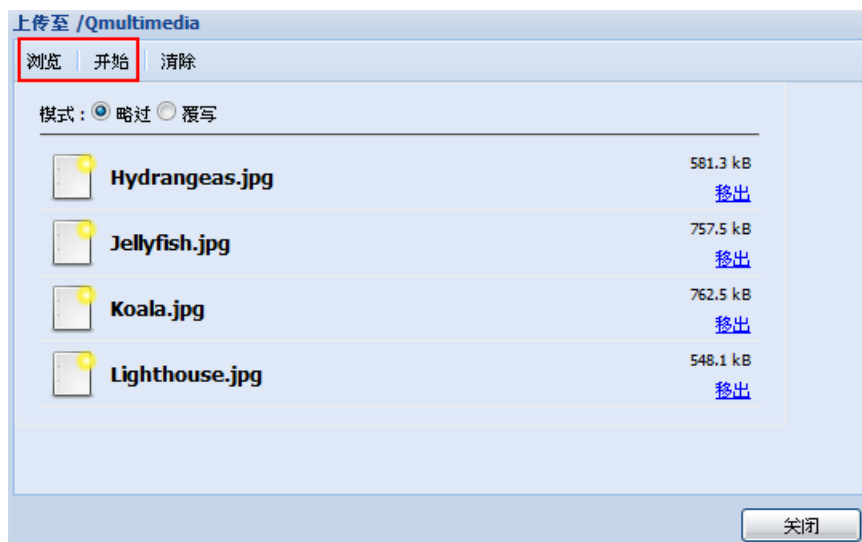 上传至 /Qmultimedia
浏览 开始 清除
模式：略过 覆写
Hydrangeas.jpg 581.3 kB
移出
Jellyfish.jpg 757.5 kB
移出
Koala.jpg 762.5 kB
移出
Lighthouse.jpg 548.1 kB
移出
关闭